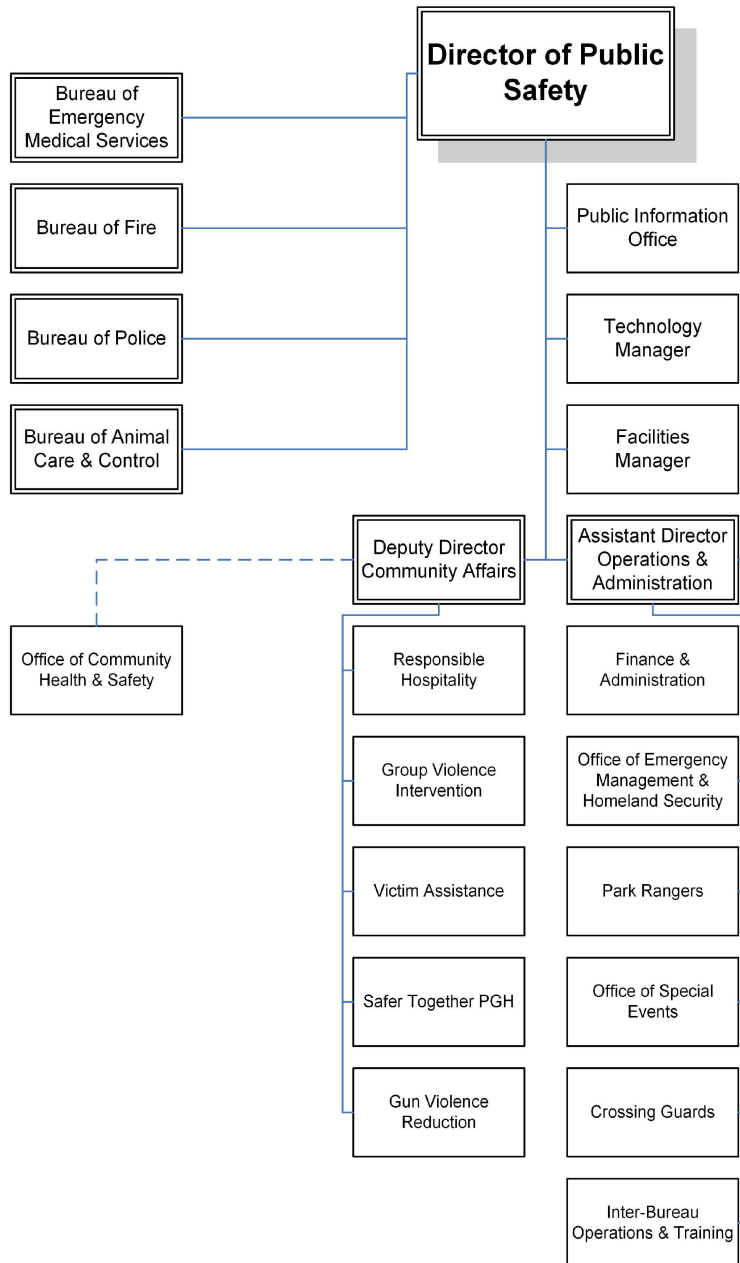 Director of Public
Safety
Bureau of
Emergency
Medical Services
Bureau of Fire
Bureau of Police
Bureau of Animal
Care & Control
Public Information
Office
Technology
Manager
Facilities
Manager
Deputy Director
Community Affairs
Assistant Director
Operations &
Administration
Office of Community
Health & Safety
Responsible
Hospitality
Group Violence
Intervention
Victim Assistance
Safer Together PGH
Gun Violence
Reduction
Finance &
Administration
Office of Emergency
Management &
Homeland Security
Park Rangers
Office of Special
Events
Crossing Guards
Inter-Bureau
Operations & Training